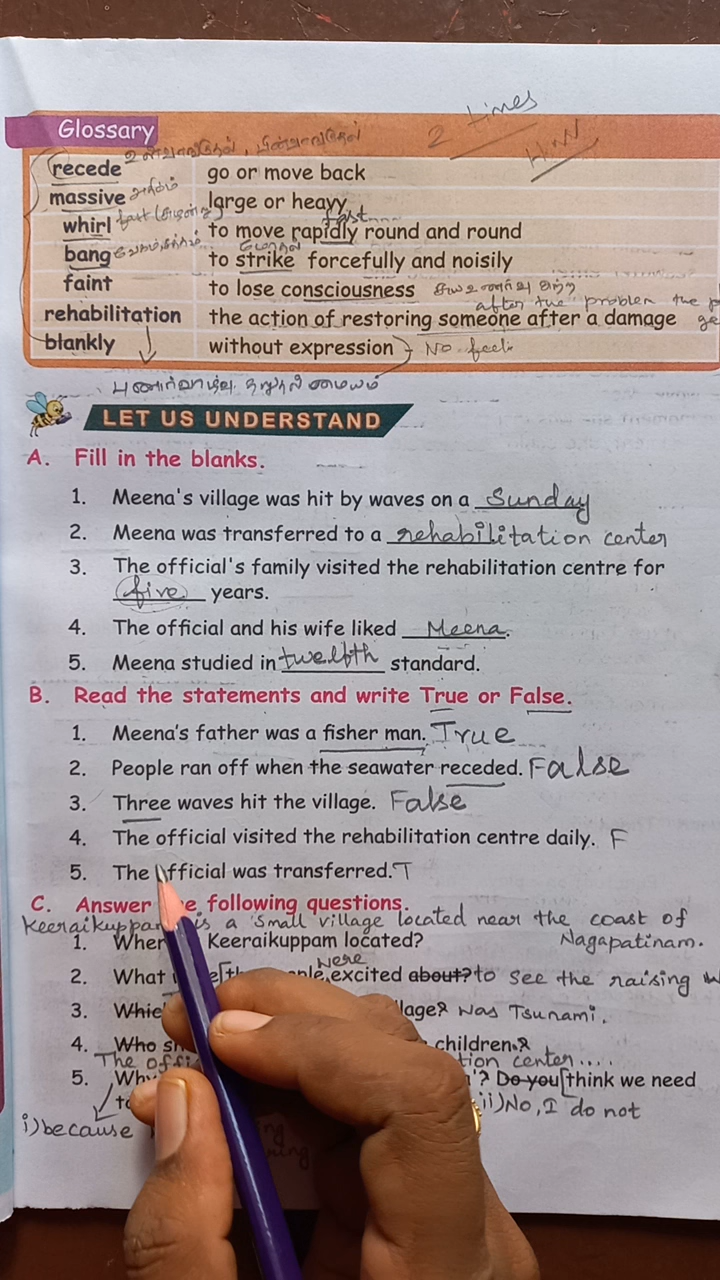 Glossary
2 times
H.W
recede go or move back
massive அதிகம் large or heavy
fast
whirl fast to move rapidly round and round
bang to strike forcefully and noisily
faint to lose consciousness
after the problem the
rehabilitation the action of restoring someone after a damage
blankly without expression No
LET US UNDERSTAND
A. Fill in the blanks.
1. Meena's village was hit by waves on a Sunday
2. Meena was transferred to a rehabilitation center
3. The official's family visited the rehabilitation centre for
five years.
4. The official and his wife liked Meena.
5. Meena studied in twelfth standard.
B. Read the statements and write True or False.
1. Meena's father was a fisher man. True
2. People ran off when the seawater receded. False
3. Three waves hit the village. False
4. The official visited the rehabilitation centre daily. F
5. The official was transferred. T
C. Answer following questions.
is a small village located near the coast of
1. Keeraikuppam located? Nagapatinam.
were
2. What excited about? to see the raising
3. was Tsunami.
4. Who children?
The tion center....
5. Do you think we need
i) because ii) No, I do not